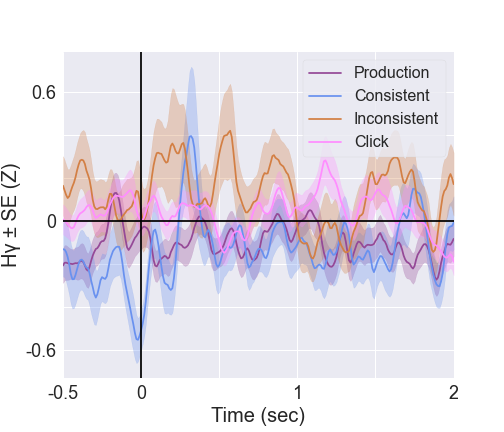 Production
Consistent
Inconsistent
Click
0.6
0
-0.6
Hγ ± SE (Z)
-0.5
0
1
2
Time (sec)